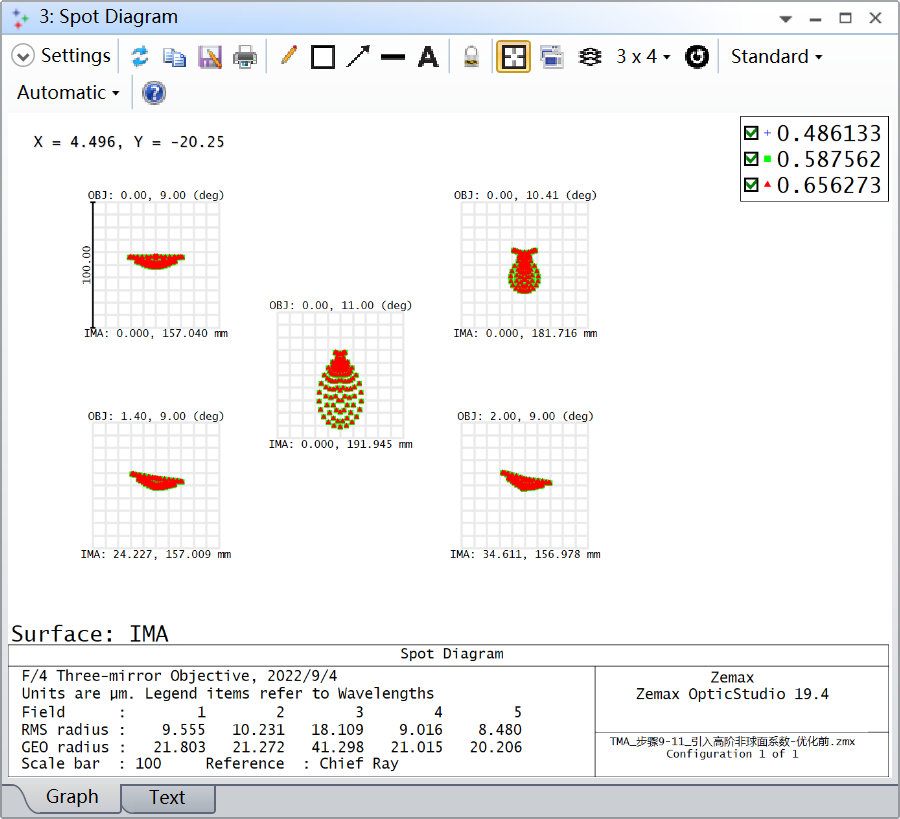 3: Spot Diagram
Settings
A
3 x 4
Standard
Automatic
X = 4.496, Y = -20.25
+ 0.486133
0.587562
0.656273
OBJ: 0.00, 9.00 (deg)
100.00
IMA: 0.000, 157.040 mm
OBJ: 0.00, 10.41 (deg)
IMA: 0.000, 181.716 mm
OBJ: 0.00, 11.00 (deg)
IMA: 0.000, 191.945 mm
OBJ: 1.40, 9.00 (deg)
IMA: 24.227, 157.009 mm
OBJ: 2.00, 9.00 (deg)
IMA: 34.611, 156.978 mm
Surface: IMA
Spot Diagram
F/4 Three-mirror Objective, 2022/9/4
Units are µm. Legend items refer to Wavelengths
Field : 1 2 3 4 5
RMS radius : 9.555 10.231 18.109 9.016 8.480
GEO radius : 21.803 21.272 41.298 21.015 20.206
Scale bar : 100 Reference : Chief Ray
Zemax
Zemax OpticStudio 19.4
TMA_步骤9-11_引入高阶非球面系数-优化前.zmx
Configuration 1 of 1
Graph
Text